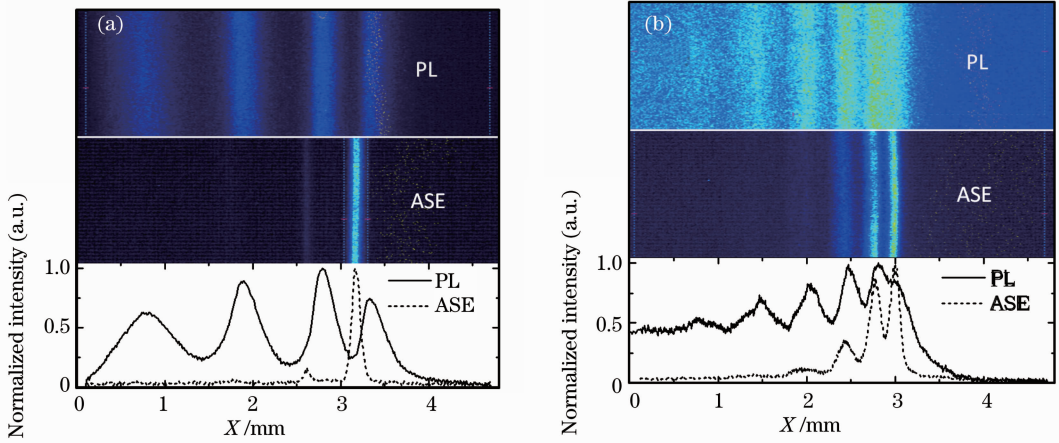 (a)
PL
ASE
Normalized intensity (a.u.)
1.0
0.5
0
PL
ASE
0 1 2 3 4
X /mm
(b)
PL
ASE
Normalized intensity (a.u.)
1.0
0.5
0
PL
ASE
0 1 2 3 4
X /mm